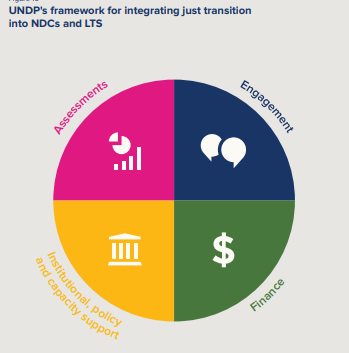 UNDP's framework for integrating just transition
into NDCs and LTS
Assessments
Engagement
Institutional, policy
and capacity support
Finance
$